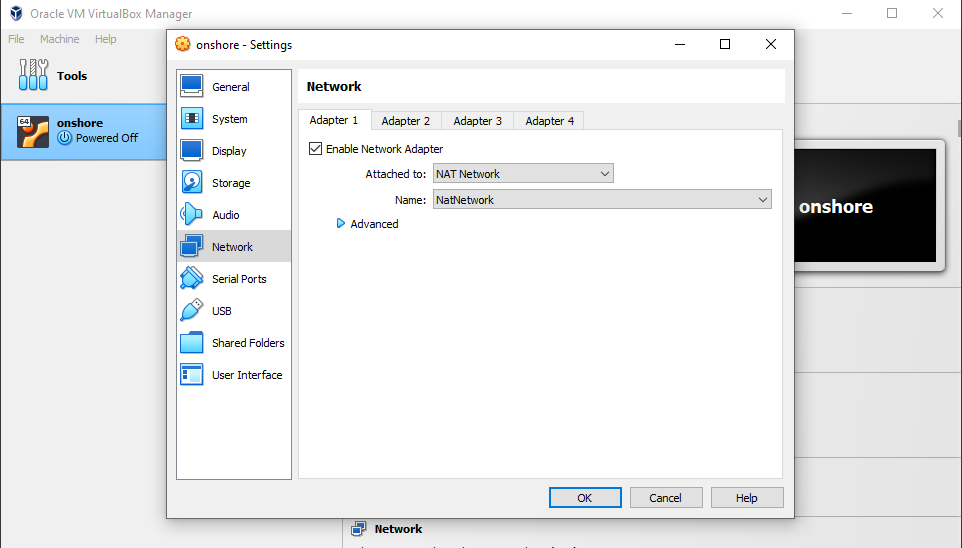 Oracle VM VirtualBox Manager
File Machine Help
Tools
64
onshore
Powered Off
onshore - Settings
General
System
Display
Storage
Audio
Network
Serial Ports
USB
Shared Folders
User Interface
Network
Adapter 1 Adapter 2 Adapter 3 Adapter 4
Enable Network Adapter
Attached to: NAT Network
Name: NatNetwork
Advanced
OK Cancel Help
onshore
Network